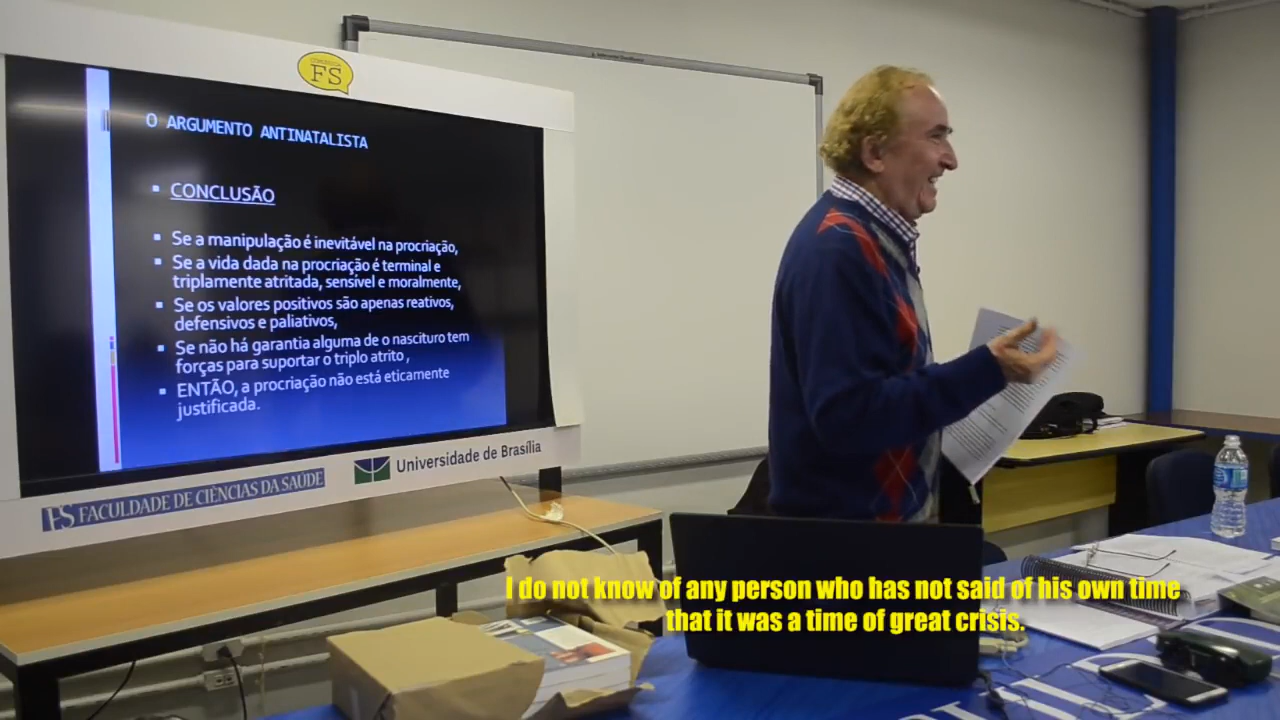 FS
O ARGUMENTO ANTINATALISTA
▪ CONCLUSÃO
▪ Se a manipulação é inevitável na procriação,
▪ Se a vida dada na procriação é terminal e
triplamente atritada, sensível e moralmente,
▪ Se os valores positivos são apenas reativos,
defensivos e paliativos,
▪ Se não há garantia alguma de o nascituro tem
forças para suportar o triplo atrito ,
▪ ENTÃO, a procriação não está eticamente
justificada.
FS FACULDADE DE CIÊNCIAS DA SAÚDE
Universidade de Brasília
I do not know of any person who has not said of his own time
that it was a time of great crisis.